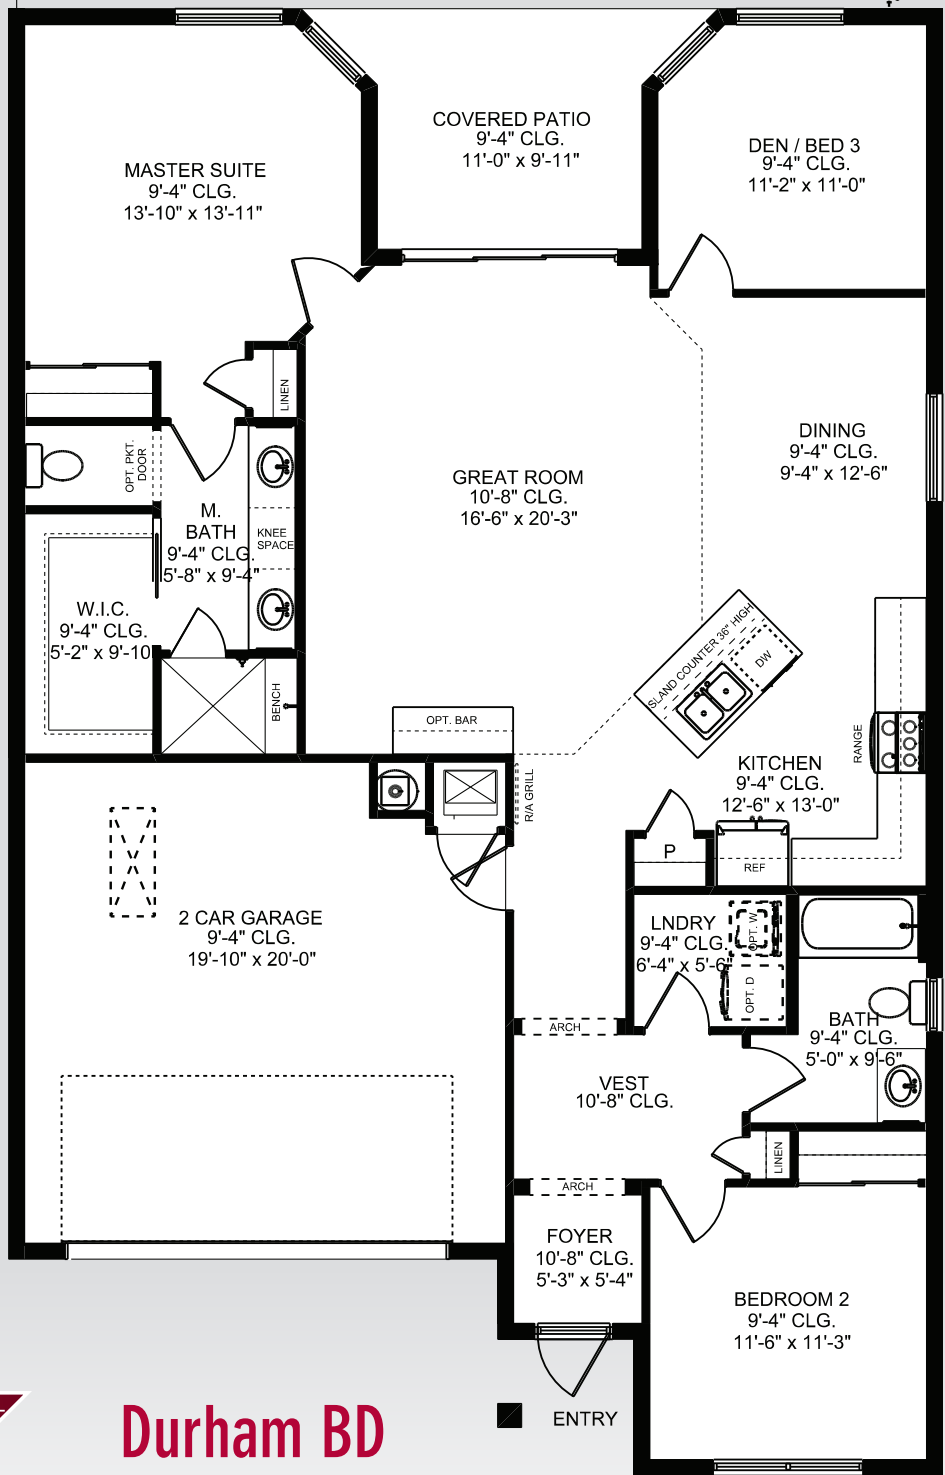 COVERED PATIO
9'-4" CLG.
11'-0" x 9'-11"
DEN / BED 3
9'-4" CLG.
11'-2" x 11'-0"
MASTER SUITE
9'-4" CLG.
13'-10" x 13'-11"
LINEN
OPT. PKT.
DOOR
DINING
9'-4" CLG.
9'-4" x 12'-6"
GREAT ROOM
10'-8" CLG.
16'-6" x 20'-3"
M.
BATH
9'-4" CLG.
5'-8" x 9'-4"
KNEE
SPACE
W.I.C.
9'-4" CLG.
5'-2" x 9'-10
BENCH
SLAND COUNTER 36" HIGH
DW
OPT. BAR
R/A GRILL
RANGE
KITCHEN
9'-4" CLG.
12'-6" x 13'-0"
P
REF
2 CAR GARAGE
9'-4" CLG.
19'-10" x 20'-0"
LNDRY
9'-4" CLG.
6'-4" x 5'-6"
OPT. W
OPT. D
ARCH
BATH
9'-4" CLG.
5'-0" x 9'-6"
VEST
10'-8" CLG.
LINEN
ARCH
FOYER
10'-8" CLG.
5'-3" x 5'-4"
BEDROOM 2
9'-4" CLG.
11'-6" x 11'-3"
ENTRY
Durham BD